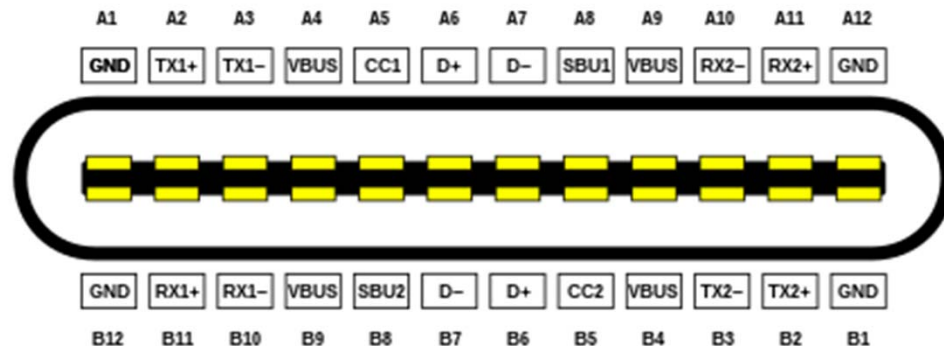 A1 A2 A3 A4 A5 A6 A7 A8 A9 A10 A11 A12
GND TX1+ TX1− VBUS CC1 D+ D− SBU1 VBUS RX2− RX2+ GND
GND RX1+ RX1− VBUS SBU2 D− D+ CC2 VBUS TX2− TX2+ GND
B12 B11 B10 B9 B8 B7 B6 B5 B4 B3 B2 B1